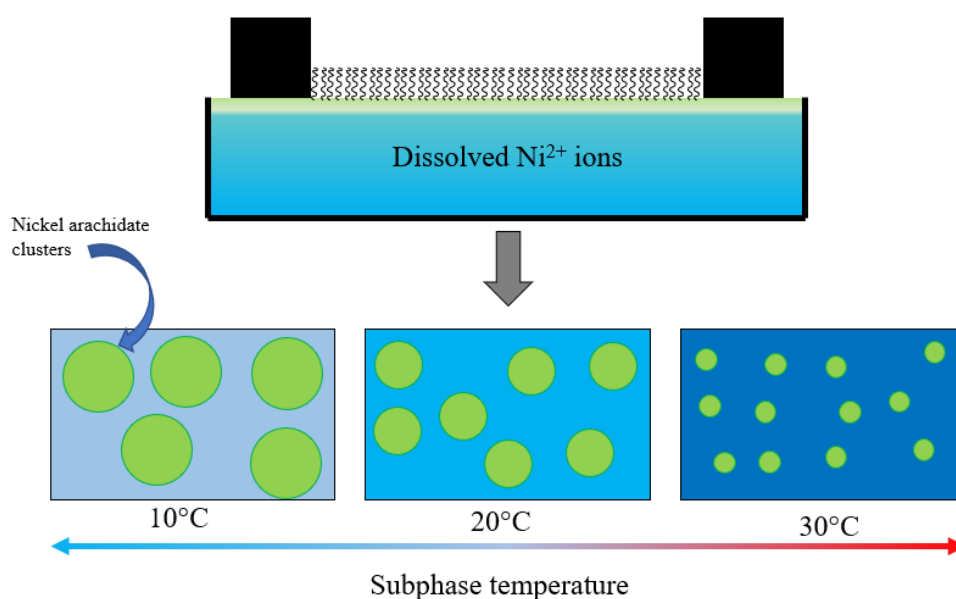 Dissolved Ni²⁺ ions
Nickel arachidate
clusters
10°C
20°C
30°C
Subphase temperature